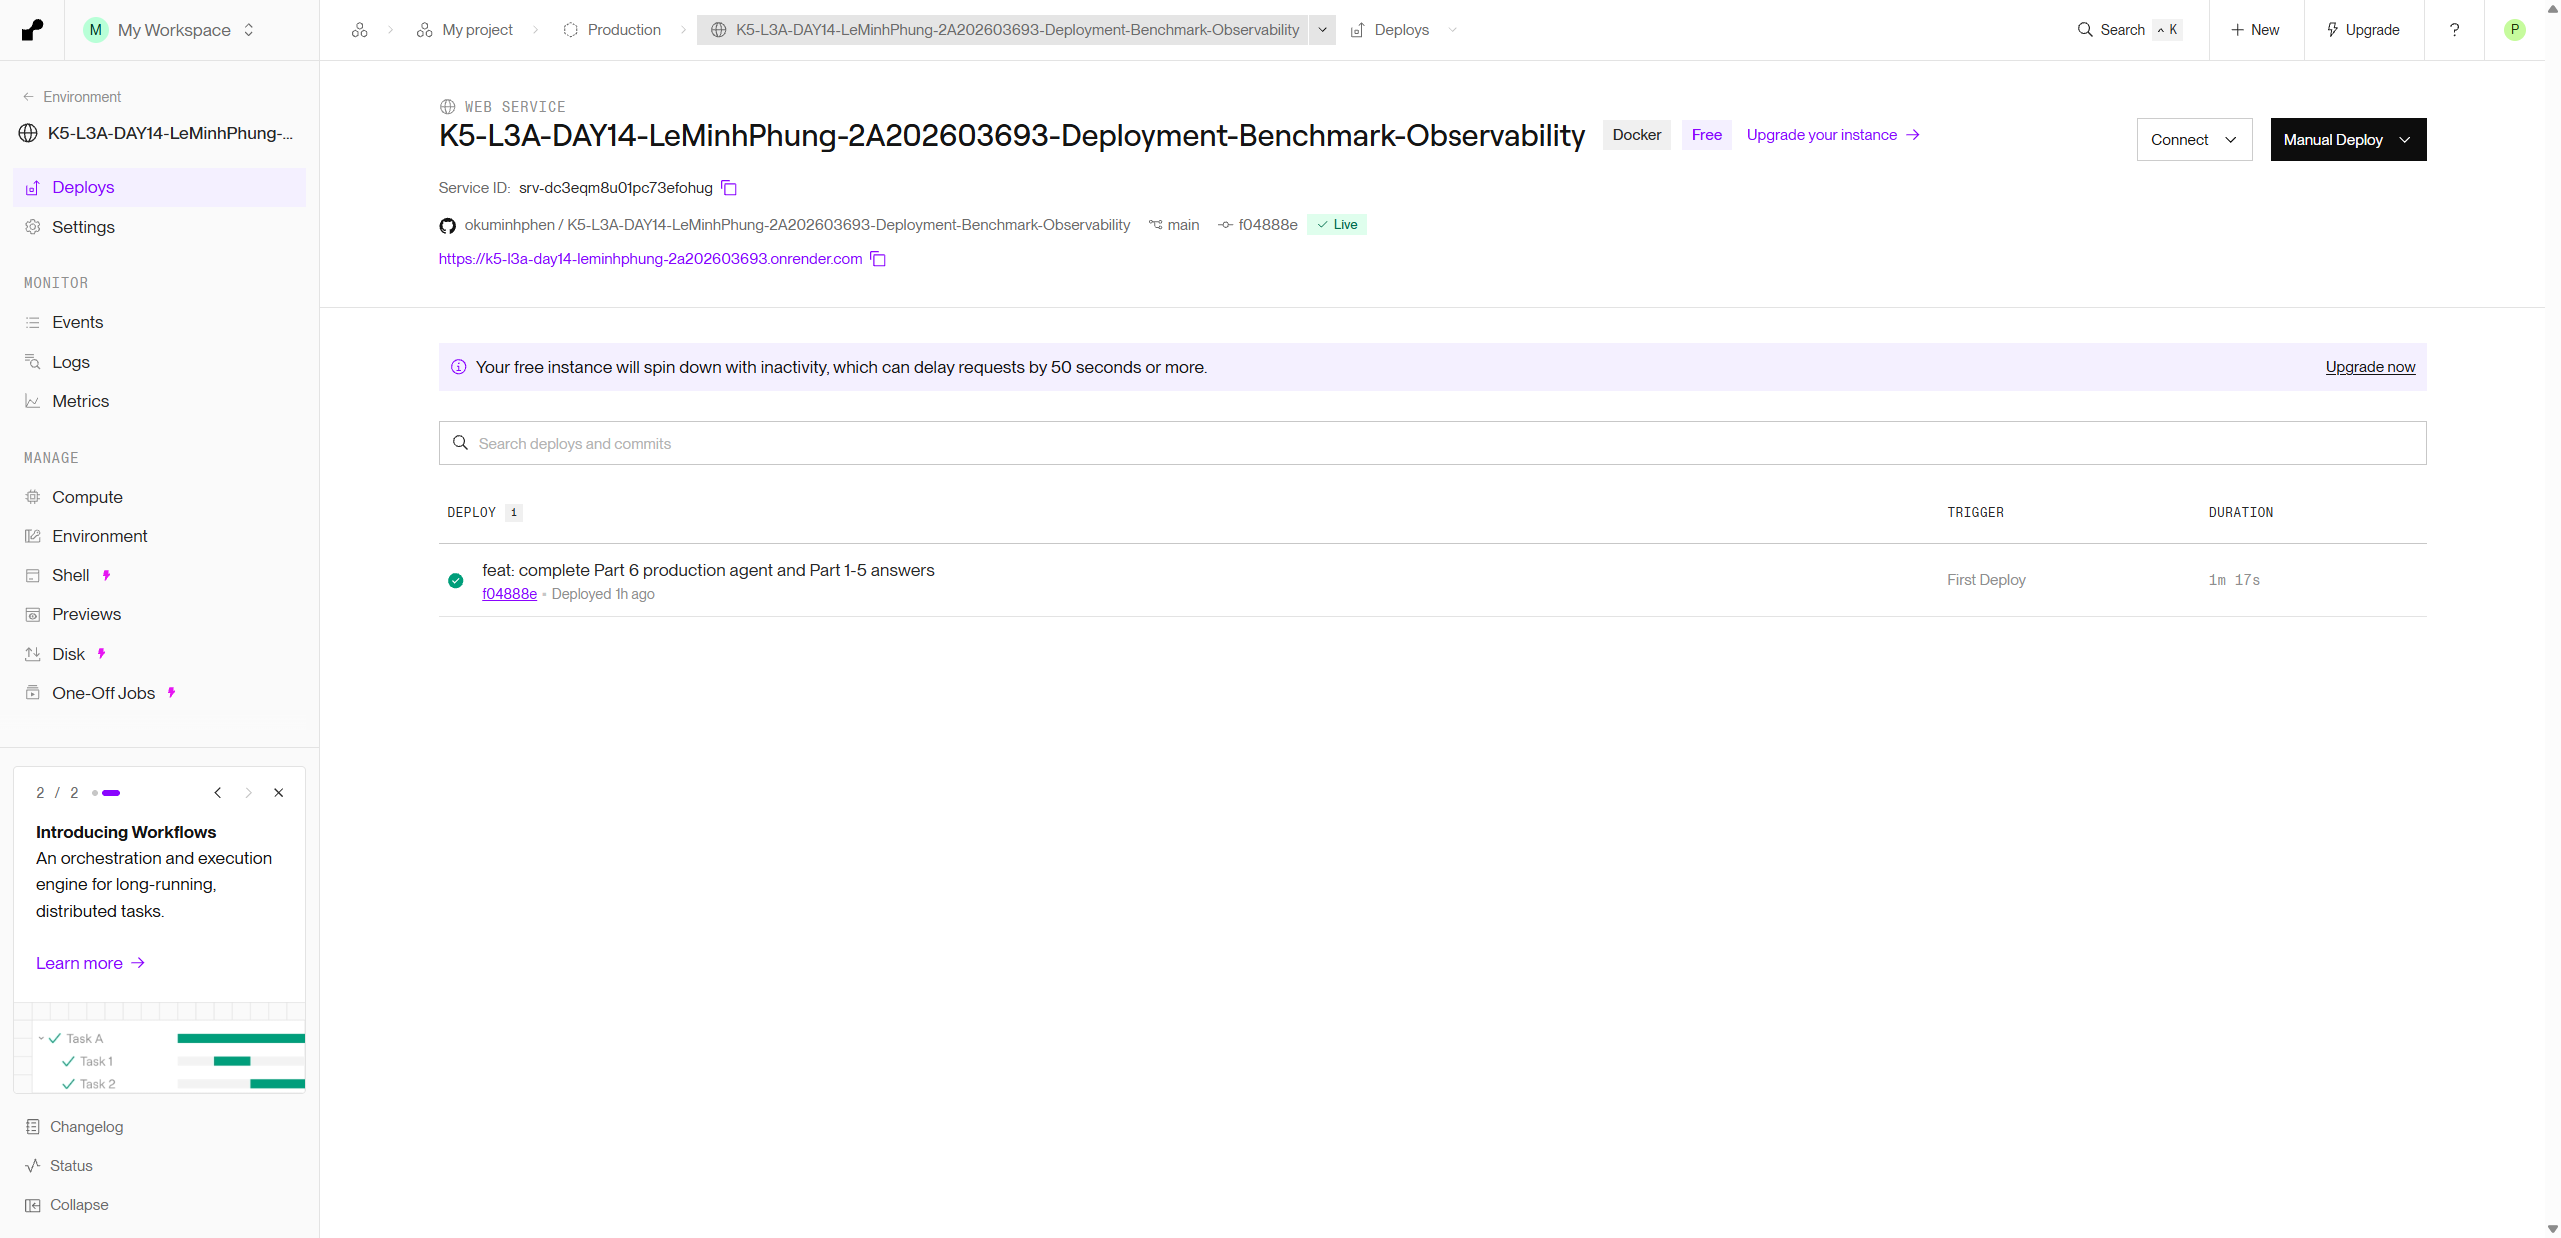 M My Workspace
My project
Production
K5-L3A-DAY14-LeMinhPhung-2A202603693-Deployment-Benchmark-Observability
Deploys
Search ^ K
New
Upgrade
?
P
Environment
K5-L3A-DAY14-LeMinhPhung-...
Deploys
Settings
MONITOR
Events
Logs
Metrics
MANAGE
Compute
Environment
Shell
Previews
Disk
One-Off Jobs
2 / 2
Introducing Workflows
An orchestration and execution
engine for long-running,
distributed tasks.
Learn more
Task A
Task 1
Task 2
Changelog
Status
Collapse
WEB SERVICE
K5-L3A-DAY14-LeMinhPhung-2A202603693-Deployment-Benchmark-Observability
Docker
Free
Upgrade your instance
Connect
Manual Deploy
Service ID: srv-dc3eqm8u01pc73efohug
okuminhphen / K5-L3A-DAY14-LeMinhPhung-2A202603693-Deployment-Benchmark-Observability main f04888e Live
https://k5-l3a-day14-leminhphung-2a202603693.onrender.com
Your free instance will spin down with inactivity, which can delay requests by 50 seconds or more.
Upgrade now
Search deploys and commits
DEPLOY 1
TRIGGER
DURATION
feat: complete Part 6 production agent and Part 1-5 answers
f04888e • Deployed 1h ago
First Deploy
1m 17s